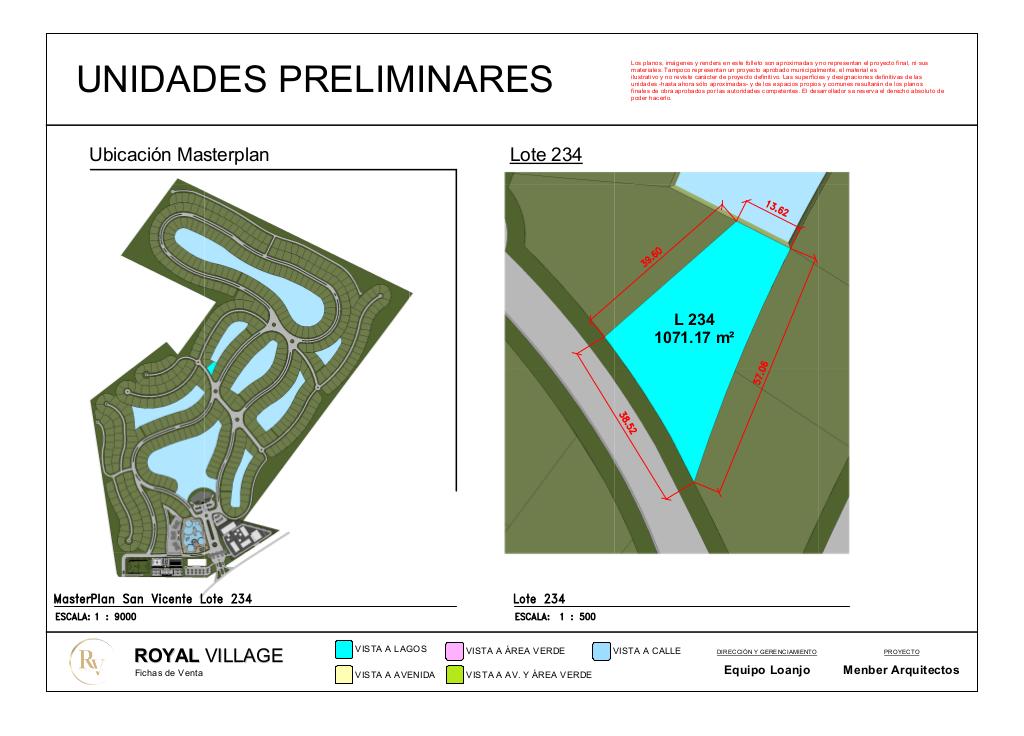 UNIDADES PRELIMINARES
Los planos, imágenes y renders en este folleto son aproximadas y no representan el proyecto final, ni sus
materiales. Tampoco representan un proyecto aprobado municipalmente, el material es
ilustrativo y no reviste carácter de proyecto definitivo. Las superficies y designaciones definitivas de las
unidades -hasta ahora sólo aproximadas- y de los espacios propios y comunes resultarán de los planos
finales de obra aprobados por las autoridades competentes. El desarrollador se reserva el derecho absoluto de
poder hacerlo.
Ubicación Masterplan
Lote 234
13.62
39.60
L 234
1071.17 m²
57.06
38.52
MasterPlan San Vicente Lote 234
ESCALA: 1 : 9000
Lote 234
ESCALA: 1 : 500
RV
ROYAL VILLAGE
Fichas de Venta
VISTA A LAGOS
VISTA A ÁREA VERDE
VISTA A CALLE
VISTA A AVENIDA
VISTA A AV. Y ÁREA VERDE
DIRECCIÓN Y GERENCIAMIENTO
Equipo Loanjo
PROYECTO
Menber Arquitectos